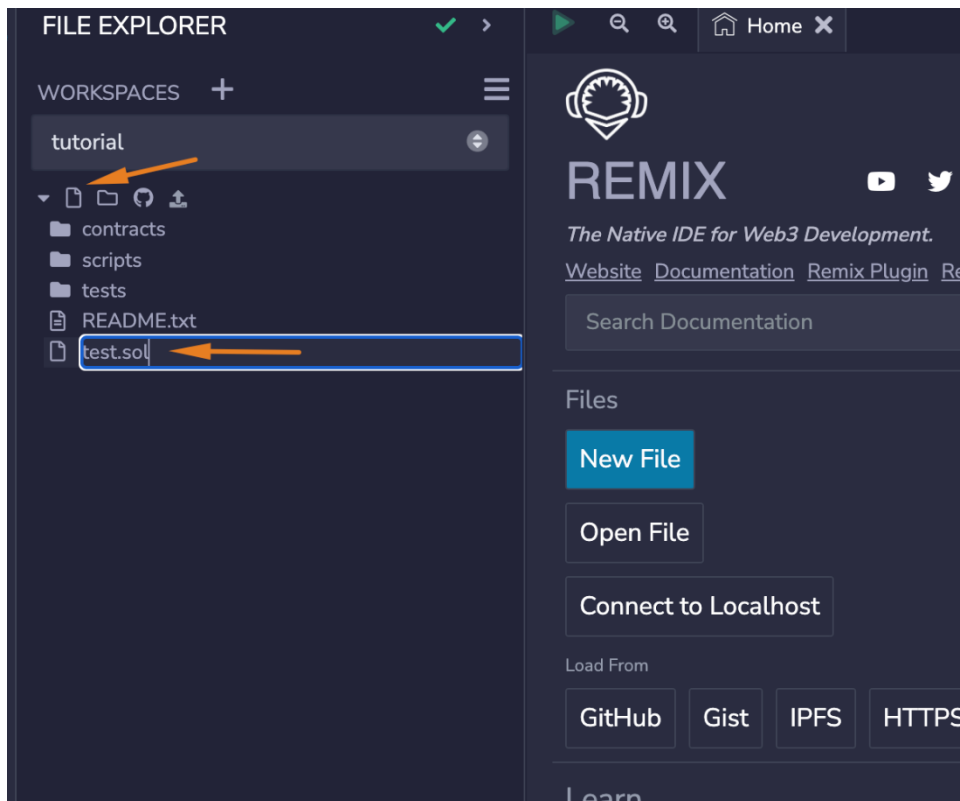 FILE EXPLORER
WORKSPACES
tutorial
contracts
scripts
tests
README.txt
test.sol
Home
REMIX
The Native IDE for Web3 Development.
Website Documentation Remix Plugin Re
Search Documentation
Files
New File
Open File
Connect to Localhost
Load From
GitHub Gist IPFS HTTPS
Learn